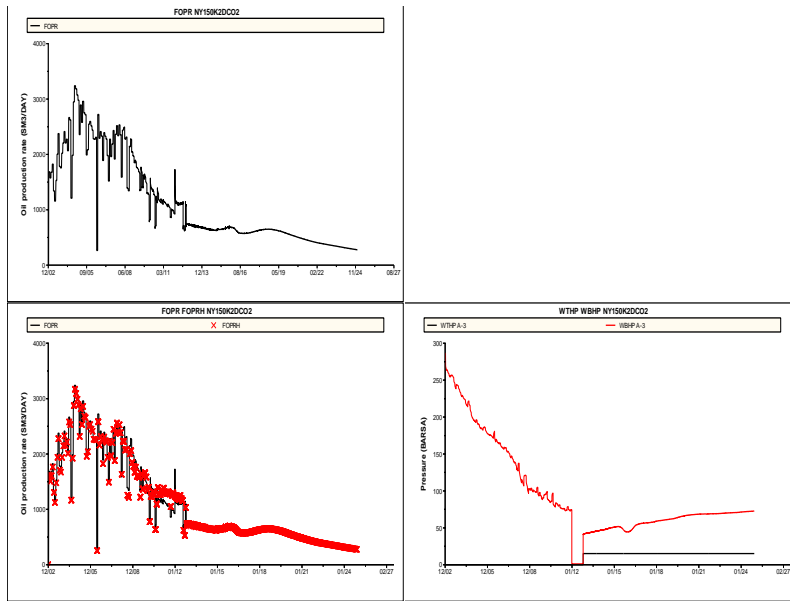 FOPR NY150K2DCO2
FOPR
Oil production rate (SM3/DAY)
4000
3000
2000
1000
0
12/02 09/05 06/08 03/11 12/13 08/16 05/19 02/22 11/24 08/27
FOPR FOPRH NY150K2DCO2
FOPR FOPRH
Oil production rate (SM3/DAY)
4000
3000
2000
1000
0
12/02 12/05 12/08 01/12 01/15 01/18 01/21 01/24 02/27
WTHP WBHP NY150K2DCO2
WTHP A-3 WBHP A-3
Pressure (BARSA)
300
250
200
150
100
50
0
12/02 12/05 12/08 01/12 01/15 01/18 01/21 01/24 02/27